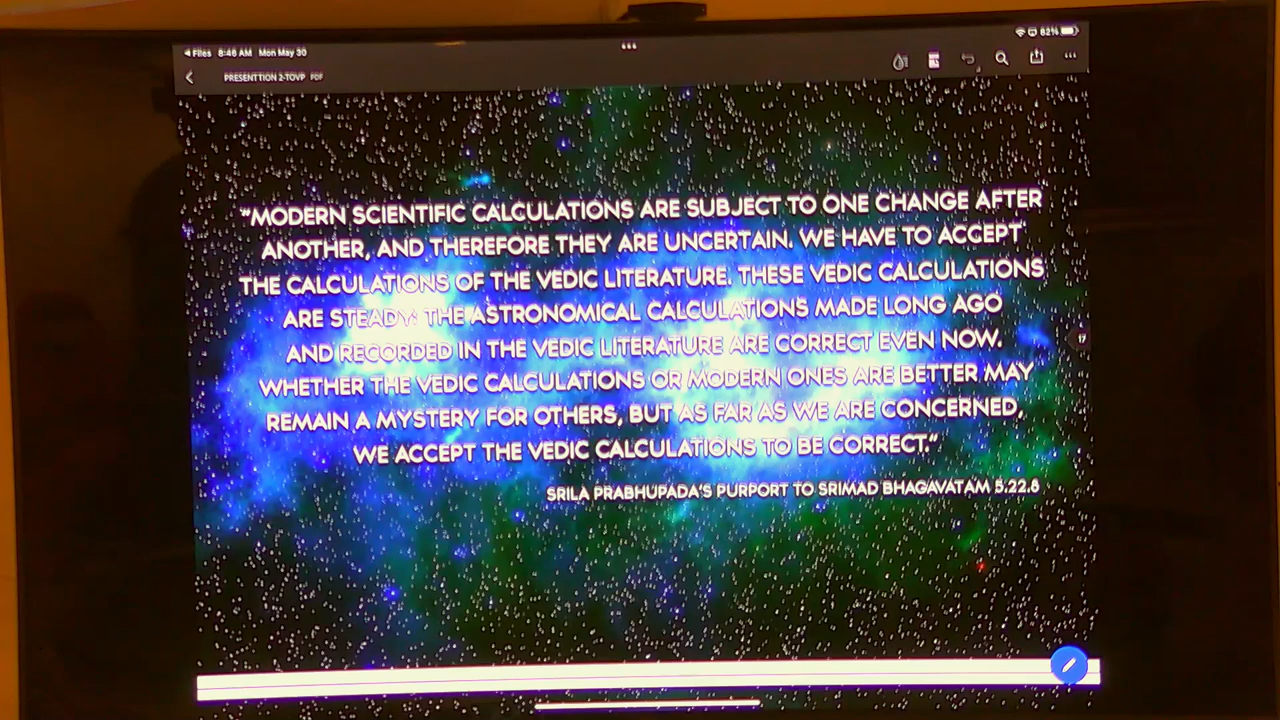 Files 8:46 AM Mon May 30
82%
PRESENTTION 2-TOVP PDF
"MODERN SCIENTIFIC CALCULATIONS ARE SUBJECT TO ONE CHANGE AFTER
ANOTHER, AND THEREFORE THEY ARE UNCERTAIN. WE HAVE TO ACCEPT
THE CALCULATIONS OF THE VEDIC LITERATURE. THESE VEDIC CALCULATIONS
ARE STEADY; THE ASTRONOMICAL CALCULATIONS MADE LONG AGO
AND RECORDED IN THE VEDIC LITERATURE ARE CORRECT EVEN NOW.
WHETHER THE VEDIC CALCULATIONS OR MODERN ONES ARE BETTER MAY
REMAIN A MYSTERY FOR OTHERS, BUT AS FAR AS WE ARE CONCERNED,
WE ACCEPT THE VEDIC CALCULATIONS TO BE CORRECT."
SRILA PRABHUPADA'S PURPORT TO SRIMAD BHAGAVATAM 5.22.8
17